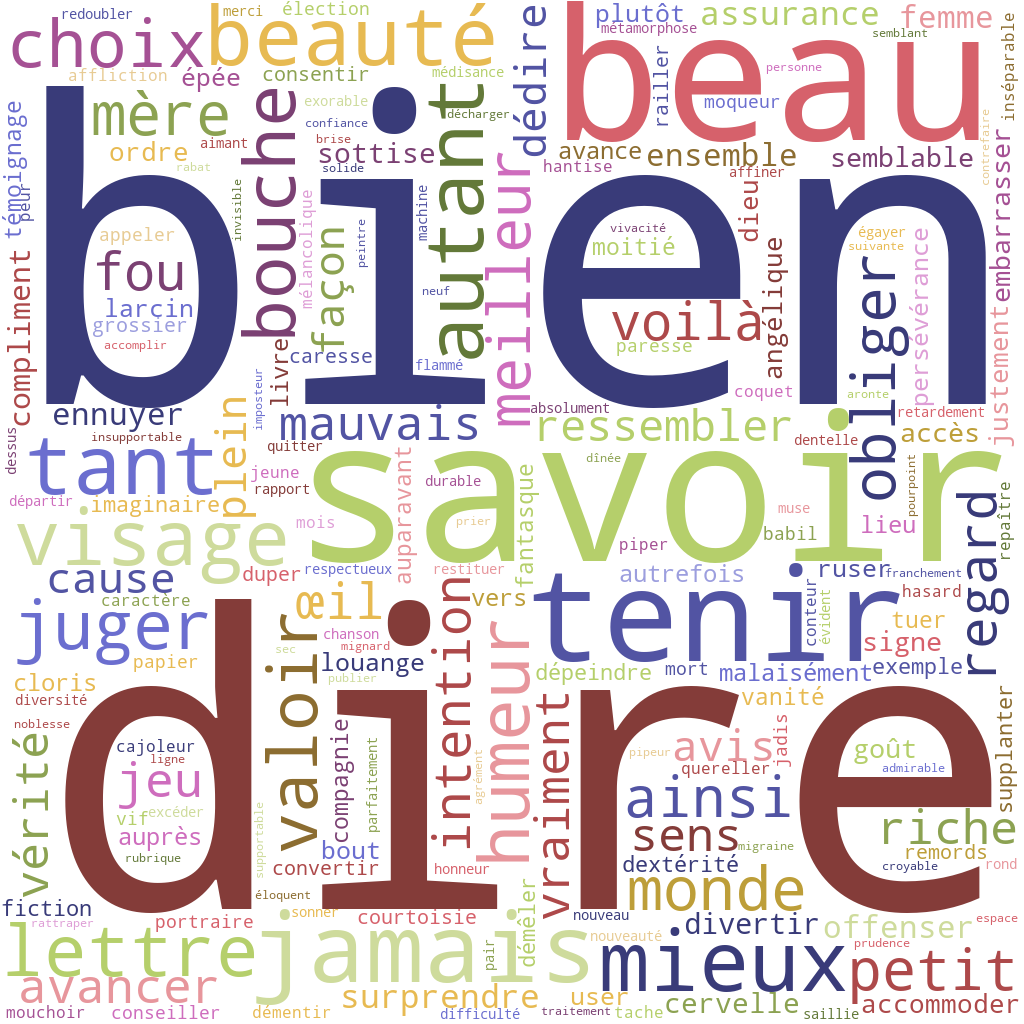 redoubler
merci
élection
choix
beauté
affliction
épée
consentir
médisance
dédire
plutôt
métamorphose
railler
assurance
femme
semblant
beau
personne
moqueur
inséparable
mère
bouche
exorable
confiance
brise
autant
décharger
ordre
aimant
sottise
solide
rabat
hantise
avance
ensemble
affiner
semblable
contrefaire
témoignage
peur
bien
invisible
mélancolique
façon
peintre
machine
meilleur
dieu
vivacité
moitié
égayer
suivante
embarrasser
appeler
fou
larcin
grossier
accomplir
neuf
voilà
paresse
angélique
obliger
persévérance
compliment
livre
caresse
flammé
coquet
aronte
justement
ennuyer
imposteur
mauvais
absolument
ressembler
retardement
dentelle
accès
dessus
insupportable
tant
plein
quitter
dînée
savoir
pourpoint
jeune
rapport
durable
auparavant
fantasque
départir
imaginaire
mois
prier
muse
babil
lieu
regard
repaître
visage
piper
cause
duper
respectueux
restituer
autrefois
ruser
franchement
hasard
caractère
œil
vers
tenir
conteur
évident
tuer
signe
juger
chanson
mignard
sec
publier
louange
intention
humeur
dépeindre
mort
malaisément
exemple
papier
cloris
diversité
noblesse
valoir
vraiment
vanité
supplanter
dire
cajoleur
ligne
compagnie
parfaitement
agrément
pipeur
avis
quereller
jadis
goût
admirable
vérité
jeu
vif
excéder
auprès
rubrique
supportable
bout
convertir
honneur
ainsi
sens
migraine
dextérité
riche
remords
croyable
rond
fiction
rattraper
portraire
éloquent
sonner
courtoisie
démêler
nouveau
monde
divertir
offenser
espace
lettre
jamais
pair
nouveauté
mieux
prudence
petit
avancer
surprendre
user
cervelle
accommoder
mouchoir
conseiller
démentir
difficulté
traitement
tache
saillie